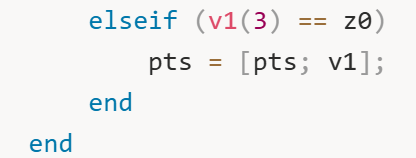 elseif (v1(3) == z0)
pts = [pts; v1];
end
end